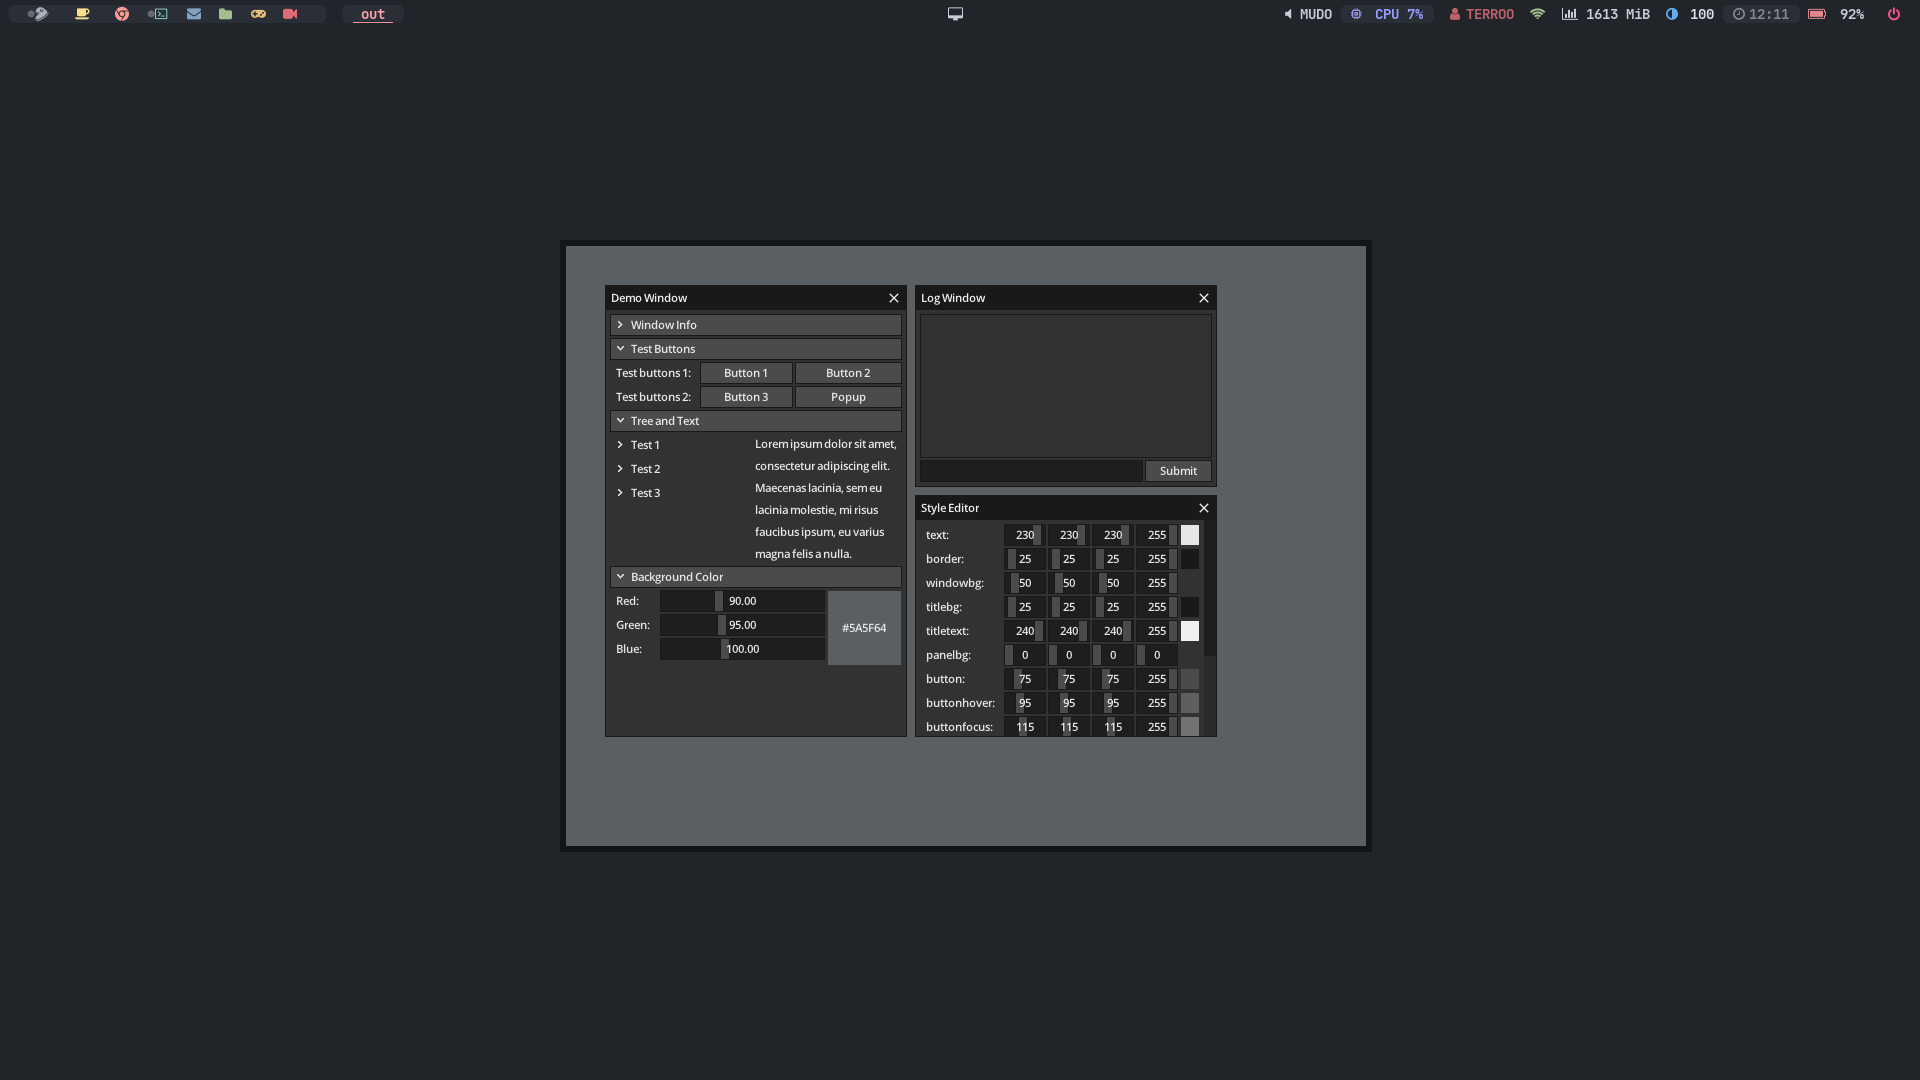 out
MUDO
CPU 7%
TERROO
1613 MiB
100
12:11
92%
Demo Window
Window Info
Test Buttons
Test buttons 1: Button 1 Button 2
Test buttons 2: Button 3 Popup
Tree and Text
Test 1
Test 2
Test 3
Lorem ipsum dolor sit amet,
consectetur adipiscing elit.
Maecenas lacinia, sem eu
lacinia molestie, mi risus
faucibus ipsum, eu varius
magna felis a nulla.
Background Color
Red: 90.00
Green: 95.00
Blue: 100.00
#5A5F64
Log Window
Submit
Style Editor
text: 230 230 230 255
border: 25 25 25 255
windowbg: 50 50 50 255
titlebg: 25 25 25 255
titletext: 240 240 240 255
panelbg: 0 0 0 0
button: 75 75 75 255
buttonhover: 95 95 95 255
buttonfocus: 115 115 115 255